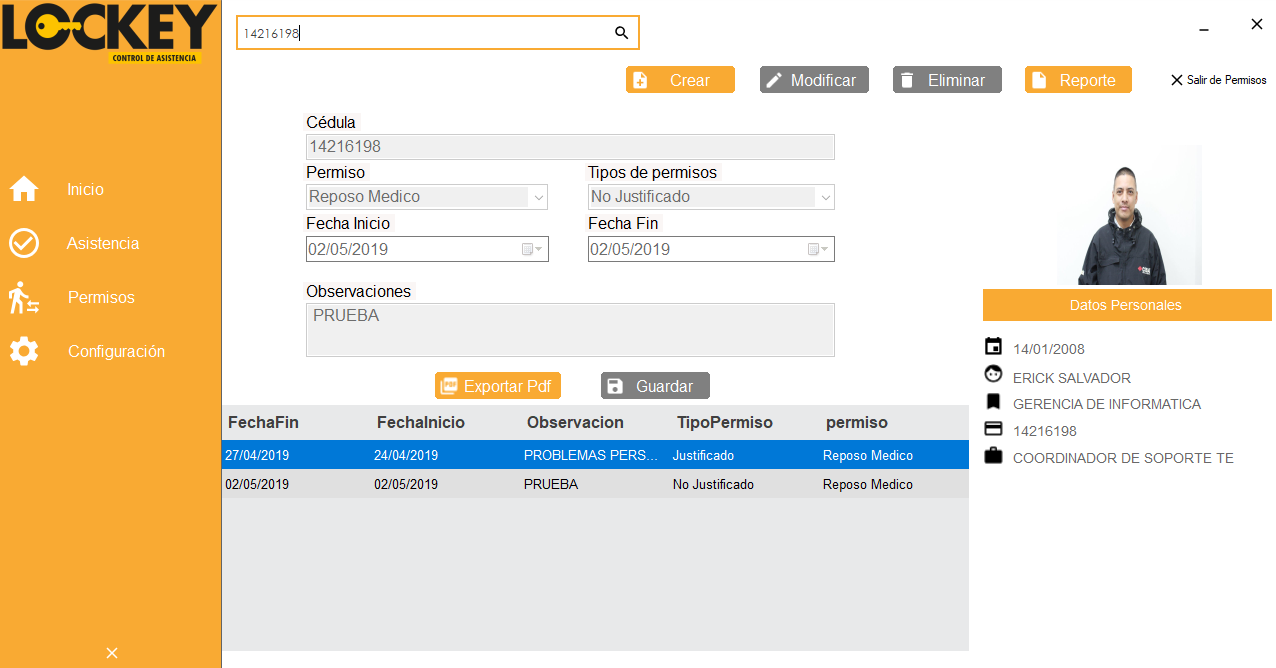 LOCKEY
CONTROL DE ASISTENCIA
14216198
Crear
Modificar
Eliminar
Reporte
Salir de Permisos
Inicio
Asistencia
Permisos
Configuración
Cédula
14216198
Permiso
Tipos de permisos
Reposo Medico
No Justificado
Fecha Inicio
Fecha Fin
02/05/2019
02/05/2019
Observaciones
PRUEBA
PDF Exportar Pdf
Guardar
FechaFin FechaInicio Observacion TipoPermiso permiso
27/04/2019 24/04/2019 PROBLEMAS PERS... Justificado Reposo Medico
02/05/2019 02/05/2019 PRUEBA No Justificado Reposo Medico
Datos Personales
14/01/2008
ERICK SALVADOR
GERENCIA DE INFORMATICA
14216198
COORDINADOR DE SOPORTE TE